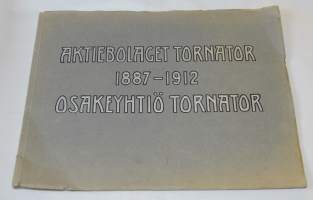 AKTIEBOLAGET TORNATOR
1887–1912
OSAKEYHTIÖ TORNATOR